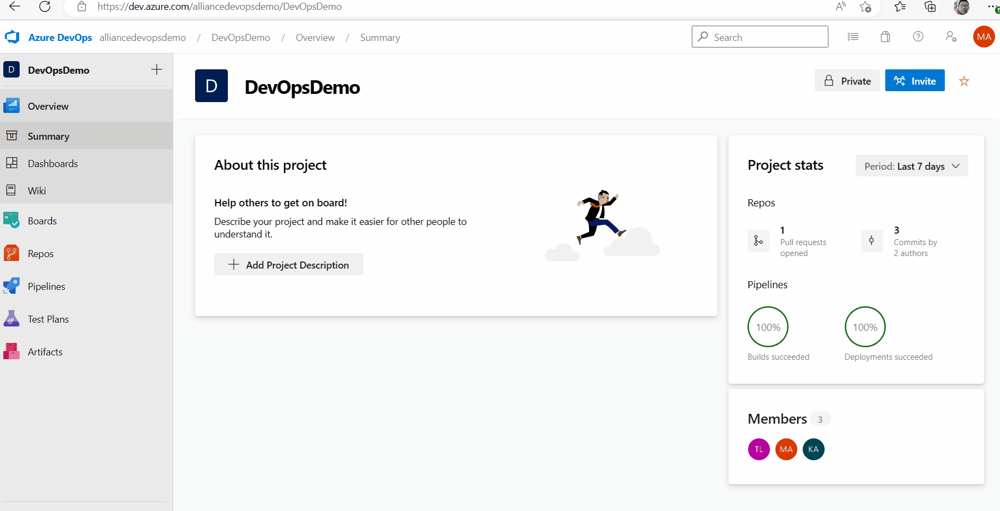 https://dev.azure.com/alliancedevopsdemo/DevOpsDemo
Azure DevOps alliancedevopsdemo / DevOpsDemo / Overview / Summary
Search
MA
D DevOpsDemo
Overview
Summary
Dashboards
Wiki
Boards
Repos
Pipelines
Test Plans
Artifacts
D DevOpsDemo
Private
Invite
About this project
Help others to get on board!
Describe your project and make it easier for other people to
understand it.
Add Project Description
Project stats
Period: Last 7 days
Repos
1
Pull requests
opened
3
Commits by
2 authors
Pipelines
100%
Builds succeeded
100%
Deployments succeeded
Members 3
TL MA KA